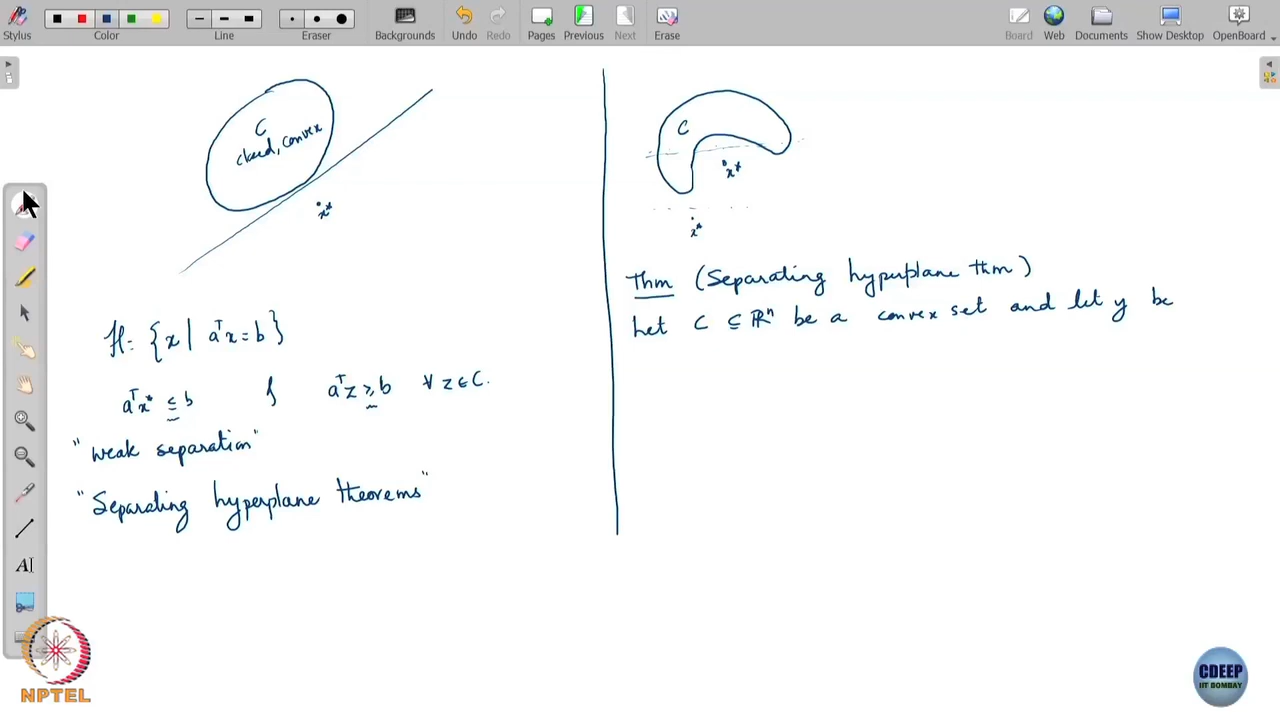 Stylus
Color
Line
Eraser
Backgrounds
Undo
Redo
Pages
Previous
Next
Erase
Board
Web
Documents
Show Desktop
OpenBoard
C
closed, convex
x*
H = {x | aᵀx = b}
aᵀx* ≤ b & aᵀz ≥ b ∀ z ∈ C.
"weak separation"
"Separating hyperplane theorems"
C
x*
x*
Thm (Separating hyperplane thm)
Let C ⊆ ℝⁿ be a convex set and let y be
AI
NPTEL
CDEEP
IIT BOMBAY